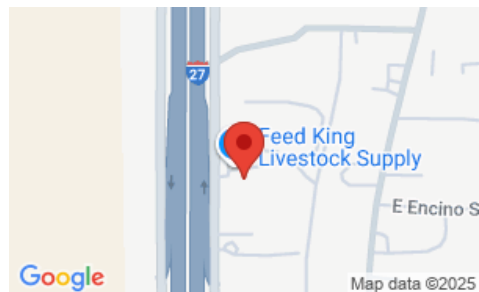 27
Feed King
Livestock Supply
E Encino S
Google
Map data ©2025